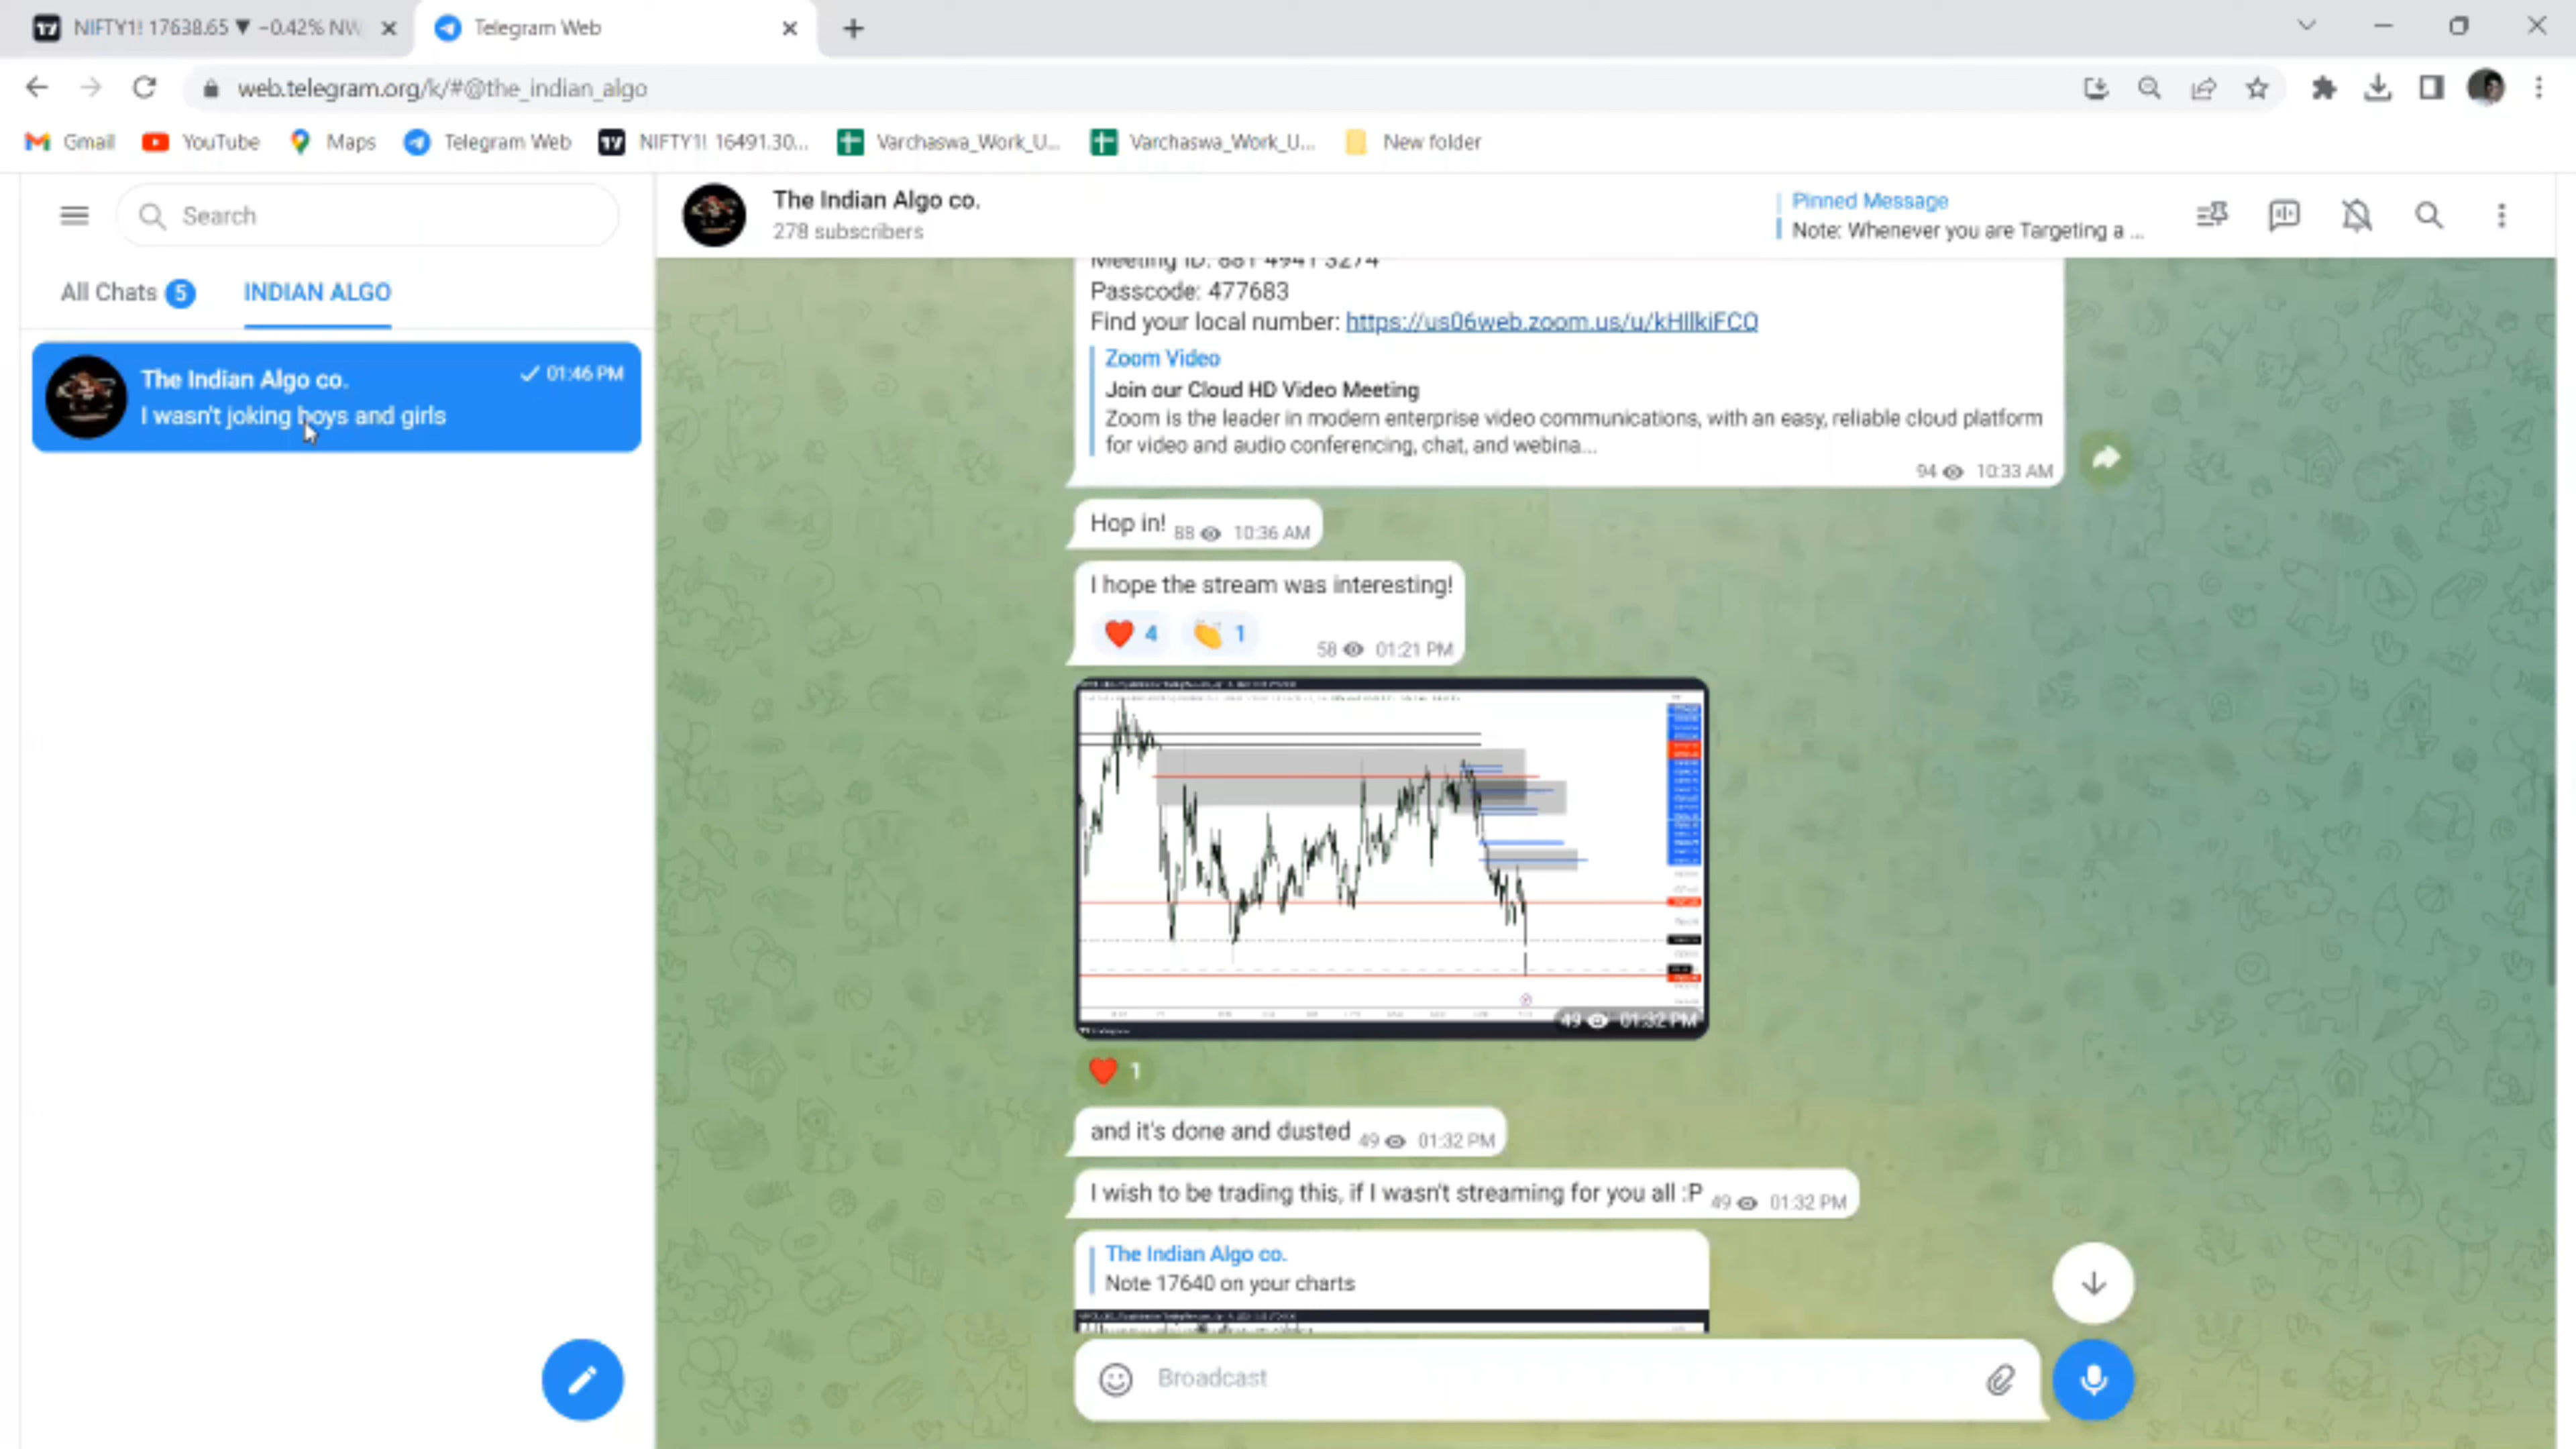 NIFTY1! 17638.65 ▼ −0.42% NW
Telegram Web
web.telegram.org/k/#@the_indian_algo
Gmail
YouTube
Maps
Telegram Web
NIFTY1! 16491.30...
Varchaswa_Work_U...
Varchaswa_Work_U...
New folder
Search
All Chats 5
INDIAN ALGO
The Indian Algo co.
01:46 PM
I wasn't joking boys and girls
The Indian Algo co.
278 subscribers
Pinned Message
Note: Whenever you are Targeting a ...
Meeting ID: 881 4941 3274
Passcode: 477683
Find your local number: https://us06web.zoom.us/u/kHllkiFCQ
Zoom Video
Join our Cloud HD Video Meeting
Zoom is the leader in modern enterprise video communications, with an easy, reliable cloud platform
for video and audio conferencing, chat, and webina...
94 10:33 AM
Hop in! 88 10:36 AM
I hope the stream was interesting!
4 1 58 01:21 PM
49 01:32 PM
1
and it's done and dusted 49 01:32 PM
I wish to be trading this, if I wasn't streaming for you all :P 49 01:32 PM
The Indian Algo co.
Note 17640 on your charts
Broadcast